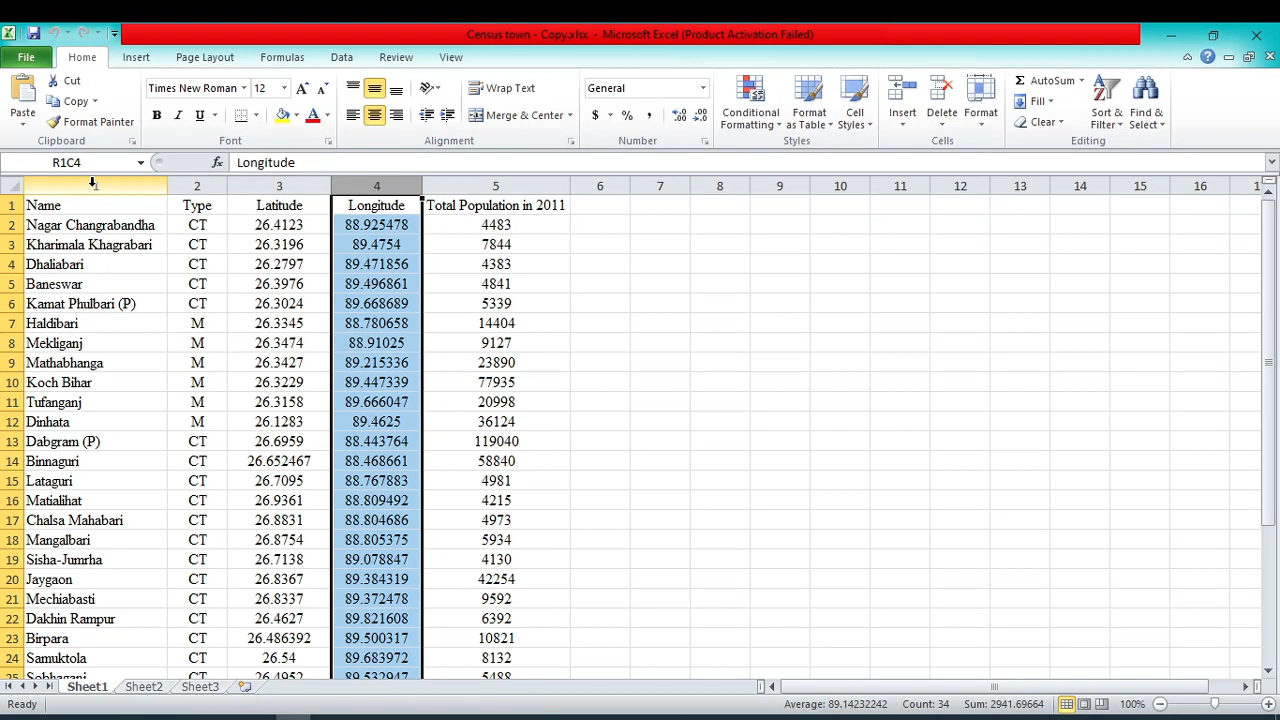 Census town - Copy.xlsx - Microsoft Excel (Product Activation Failed)
File Home Insert Page Layout Formulas Data Review View
Paste Cut Copy Format Painter Clipboard
Times New Roman 12 B I U A Font
Wrap Text Merge & Center Alignment
General $ % , Number
Conditional Formatting Format as Table Cell Styles Styles
Insert Delete Format Cells
Σ AutoSum Fill Clear Sort & Filter Find & Select Editing
R1C4 fx Longitude
1 2 3 4 5 6 7 8 9 10 11 12 13 14 15 16 1
1 Name Type Latitude Longitude Total Population in 2011
2 Nagar Changrabandha CT 26.4123 88.925478 4483
3 Kharimala Khagrabari CT 26.3196 89.4754 7844
4 Dhaliabari CT 26.2797 89.471856 4383
5 Baneswar CT 26.3976 89.496861 4841
6 Kamat Phulbari (P) CT 26.3024 89.668689 5339
7 Haldibari M 26.3345 88.780658 14404
8 Mekliganj M 26.3474 88.91025 9127
9 Mathabhanga M 26.3427 89.215336 23890
10 Koch Bihar M 26.3229 89.447339 77935
11 Tufanganj M 26.3158 89.666047 20998
12 Dinhata M 26.1283 89.4625 36124
13 Dabgram (P) CT 26.6959 88.443764 119040
14 Binnaguri CT 26.652467 88.468661 58840
15 Lataguri CT 26.7095 88.767883 4981
16 Matialihat CT 26.9361 88.809492 4215
17 Chalsa Mahabari CT 26.8831 88.804686 4973
18 Mangalbari CT 26.8754 88.805375 5934
19 Sisha-Jumrha CT 26.7138 89.078847 4130
20 Jaygaon CT 26.8367 89.384319 42254
21 Mechiabasti CT 26.8337 89.372478 9592
22 Dakhin Rampur CT 26.4627 89.821608 6392
23 Birpara CT 26.486392 89.500317 10821
24 Samuktola CT 26.54 89.683972 8132
25 Sobhaganj CT 26.4952 89.532947 5488
Sheet1 Sheet2 Sheet3
Ready Average: 89.14232242 Count: 34 Sum: 2941.69664 100%